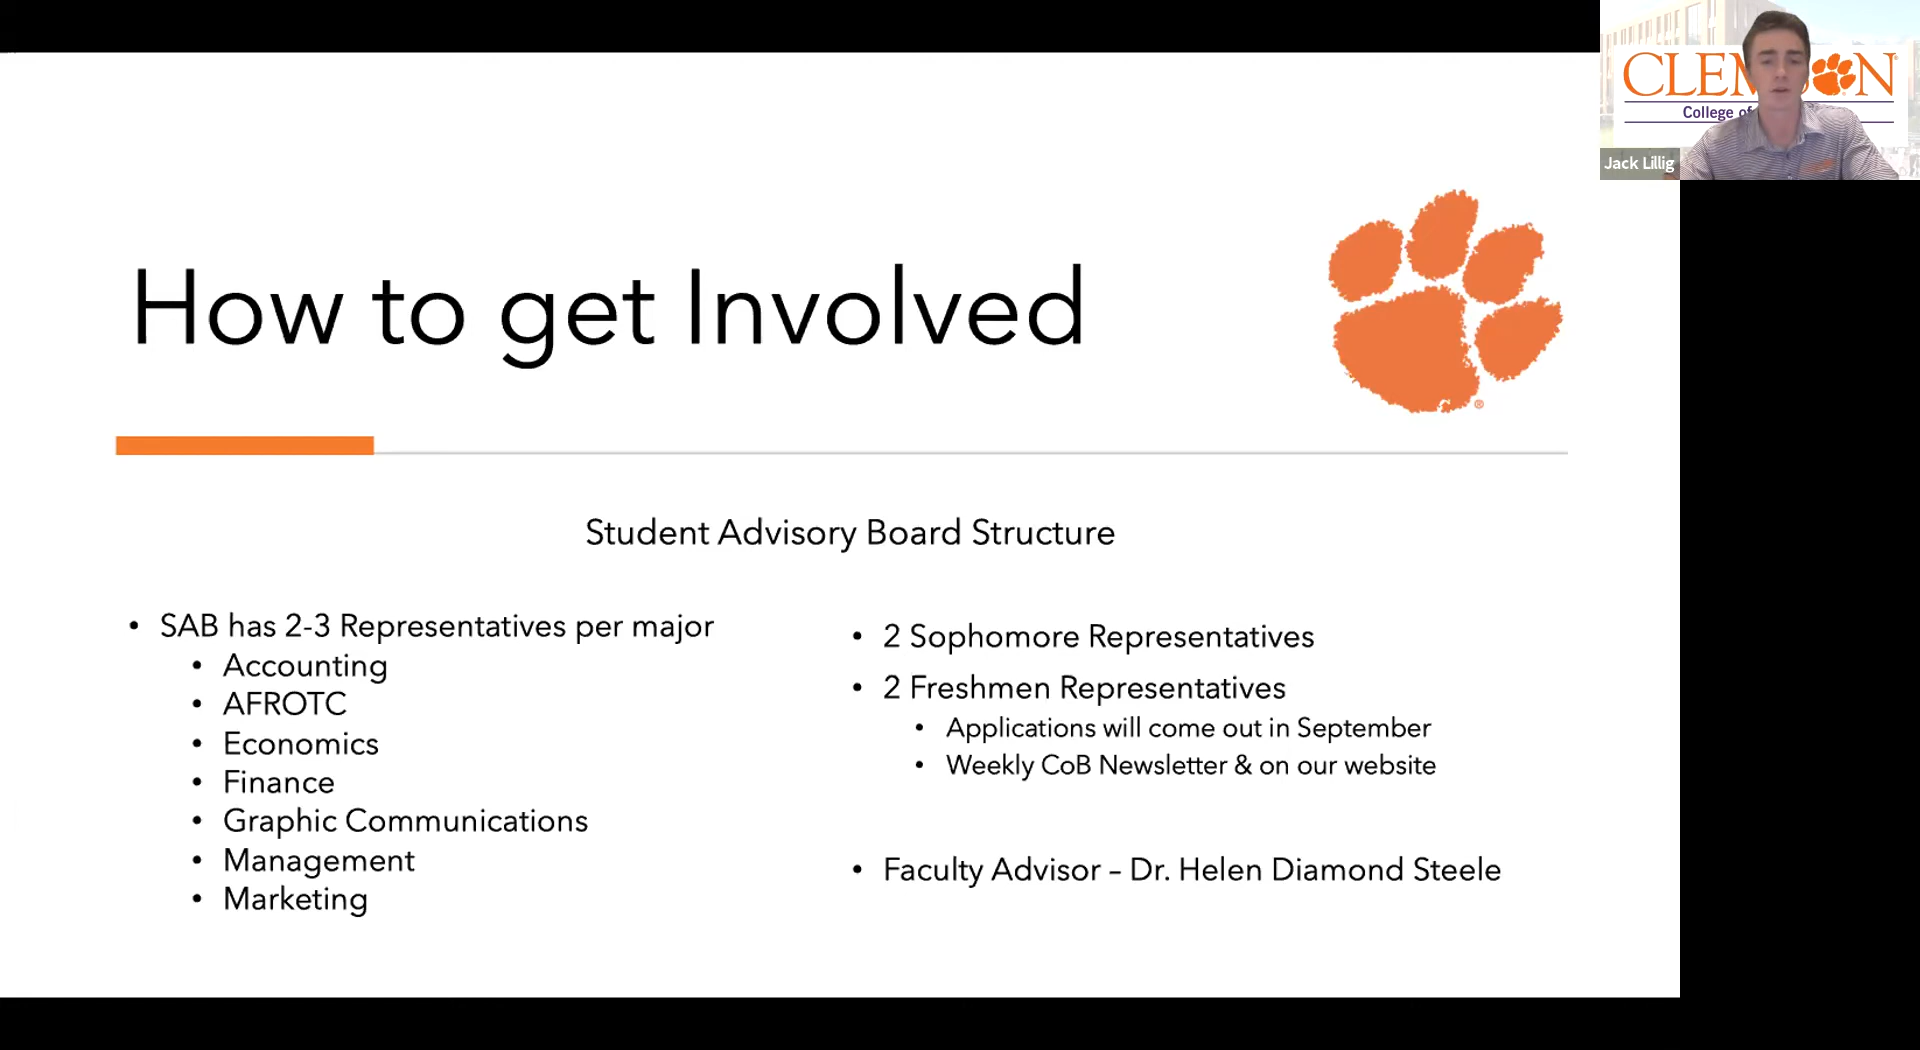 How to get Involved
Student Advisory Board Structure
• SAB has 2-3 Representatives per major
• Accounting
• AFROTC
• Economics
• Finance
• Graphic Communications
• Management
• Marketing
• 2 Sophomore Representatives
• 2 Freshmen Representatives
• Applications will come out in September
• Weekly CoB Newsletter & on our website
• Faculty Advisor – Dr. Helen Diamond Steele
College of
Jack Lillig